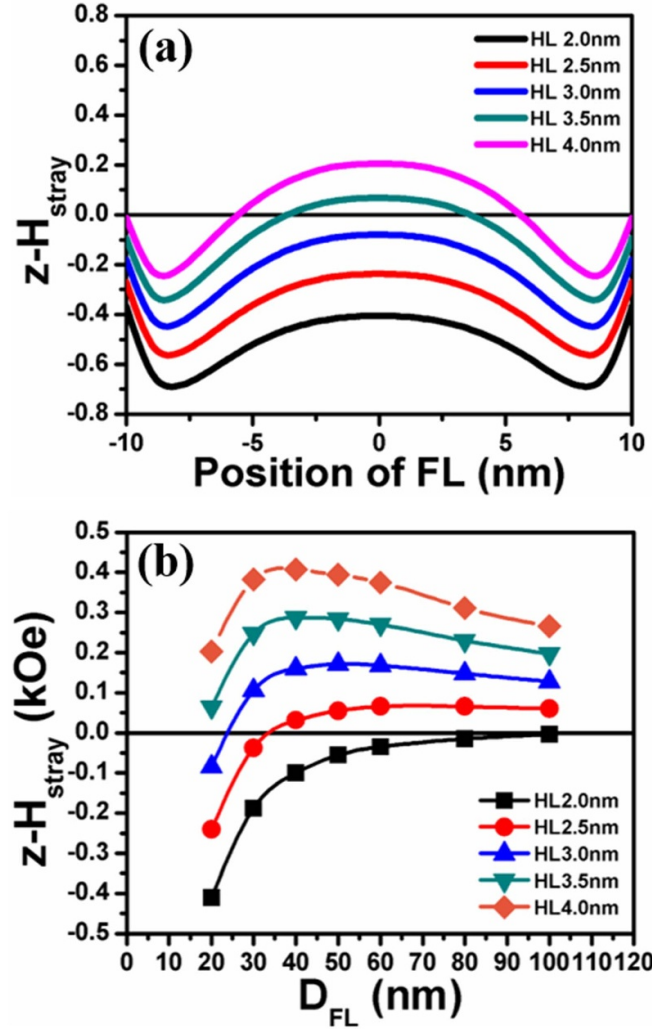 (a)
HL 2.0nm
HL 2.5nm
HL 3.0nm
HL 3.5nm
HL 4.0nm
0.8
0.6
0.4
0.2
0.0
-0.2
-0.4
-0.6
-0.8
z-Hstray
-10
-5
0
5
10
Position of FL (nm)
(b)
0.5
0.4
0.3
0.2
0.1
0.0
-0.1
-0.2
-0.3
-0.4
-0.5
z-Hstray (kOe)
HL2.0nm
HL2.5nm
HL3.0nm
HL3.5nm
HL4.0nm
0 10 20 30 40 50 60 70 80 90 100 110 120
DFL (nm)